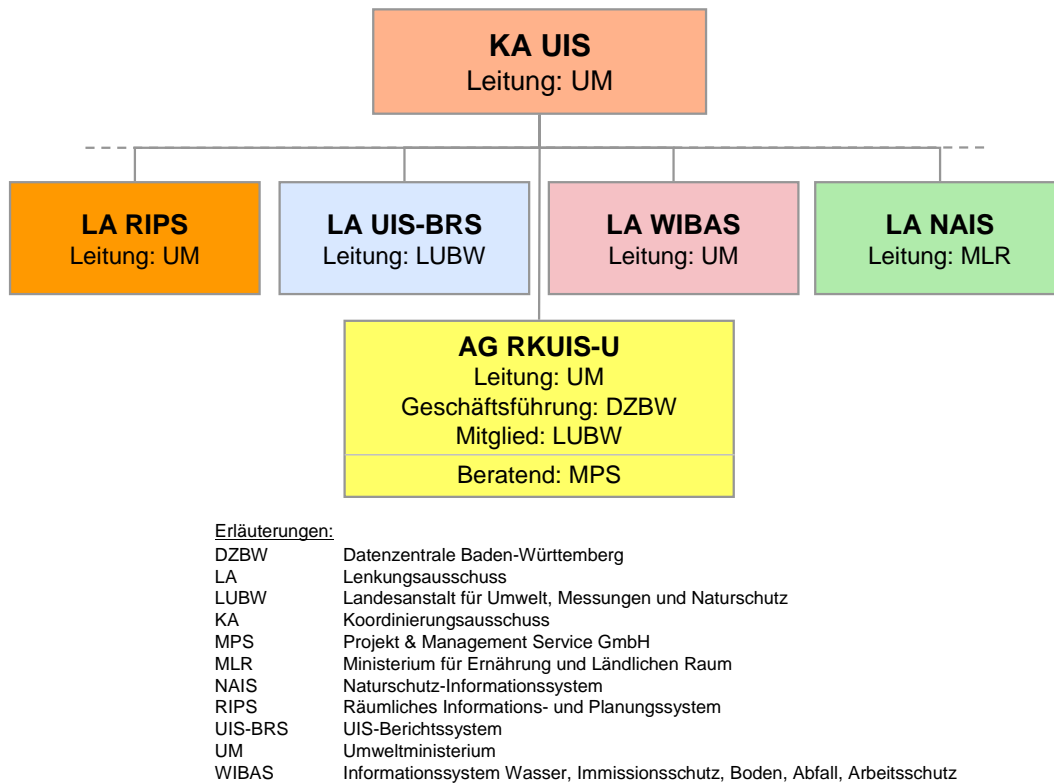 KA UIS
Leitung: UM
LA RIPS
Leitung: UM
LA UIS-BRS
Leitung: LUBW
LA WIBAS
Leitung: UM
LA NAIS
Leitung: MLR
AG RKUIS-U
Leitung: UM
Geschäftsführung: DZBW
Mitglied: LUBW
Beratend: MPS
Erläuterungen:
DZBW Datenzentrale Baden-Württemberg
LA Lenkungsausschuss
LUBW Landesanstalt für Umwelt, Messungen und Naturschutz
KA Koordinierungsausschuss
MPS Projekt & Management Service GmbH
MLR Ministerium für Ernährung und Ländlichen Raum
NAIS Naturschutz-Informationssystem
RIPS Räumliches Informations- und Planungssystem
UIS-BRS UIS-Berichtssystem
UM Umweltministerium
WIBAS Informationssystem Wasser, Immissionsschutz, Boden, Abfall, Arbeitsschutz